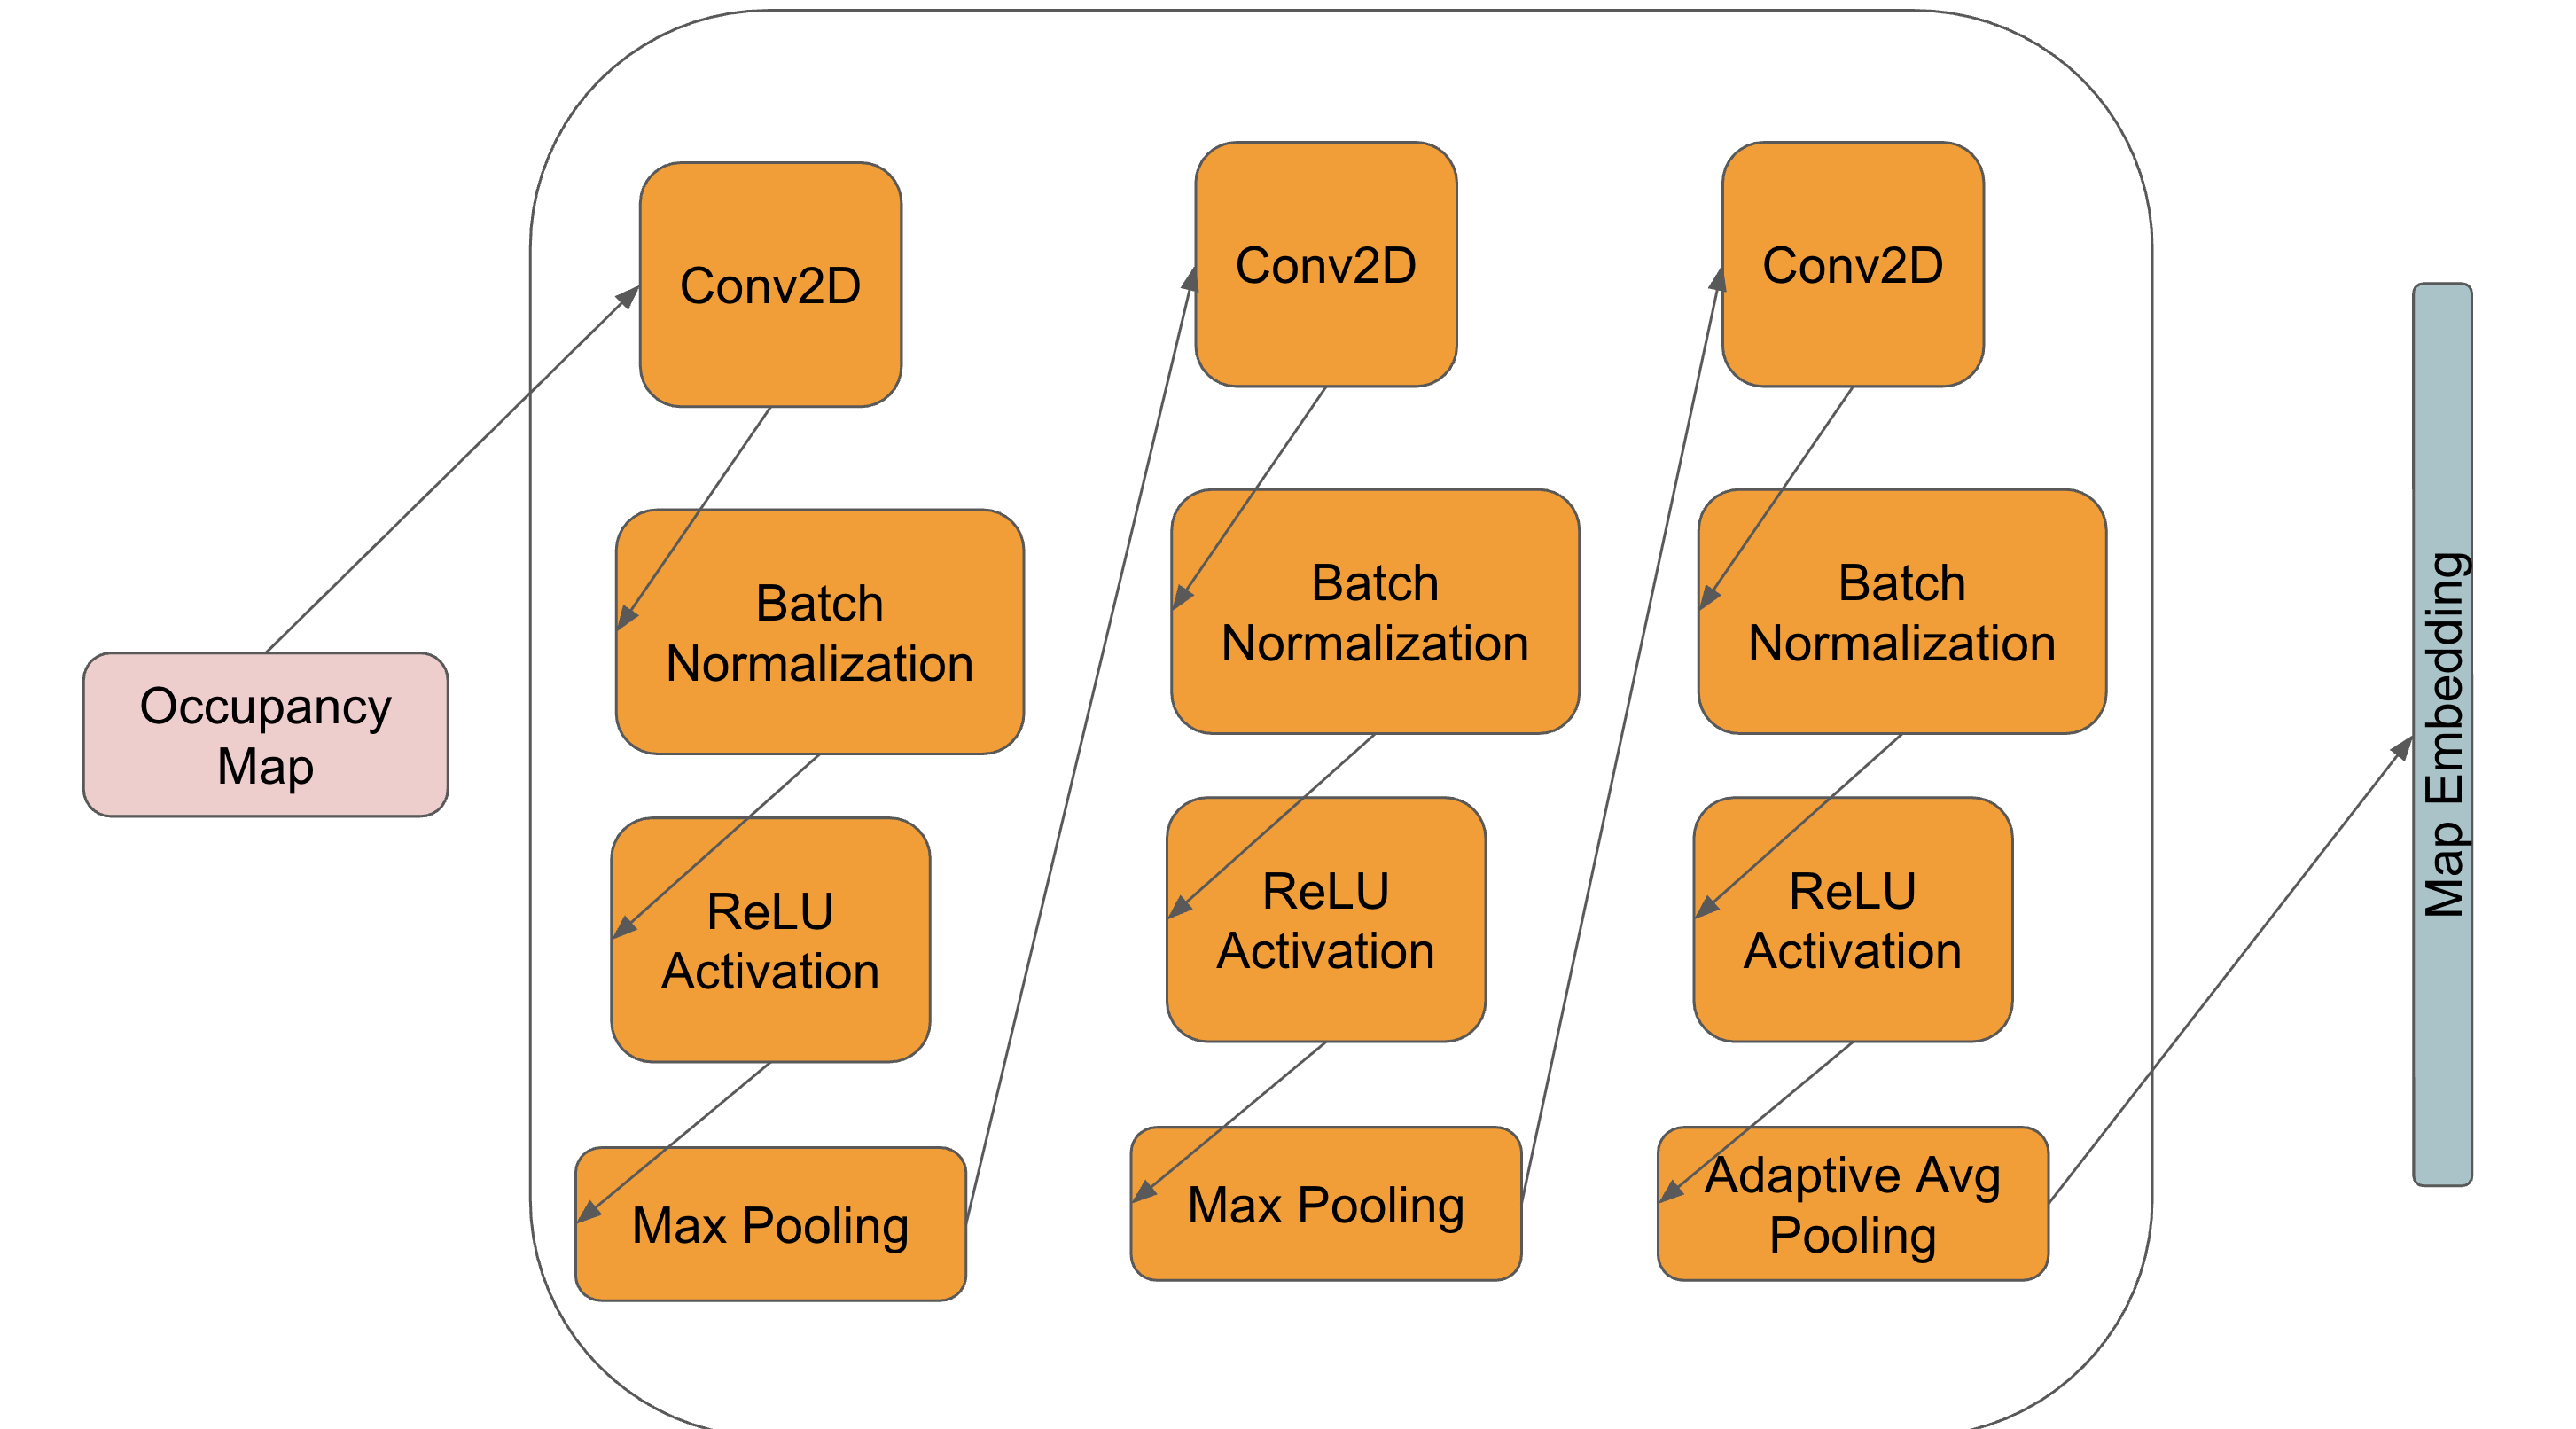 Occupancy
Map
Conv2D
Batch
Normalization
ReLU
Activation
Max Pooling
Conv2D
Batch
Normalization
ReLU
Activation
Max Pooling
Conv2D
Batch
Normalization
ReLU
Activation
Adaptive Avg
Pooling
Map Embedding